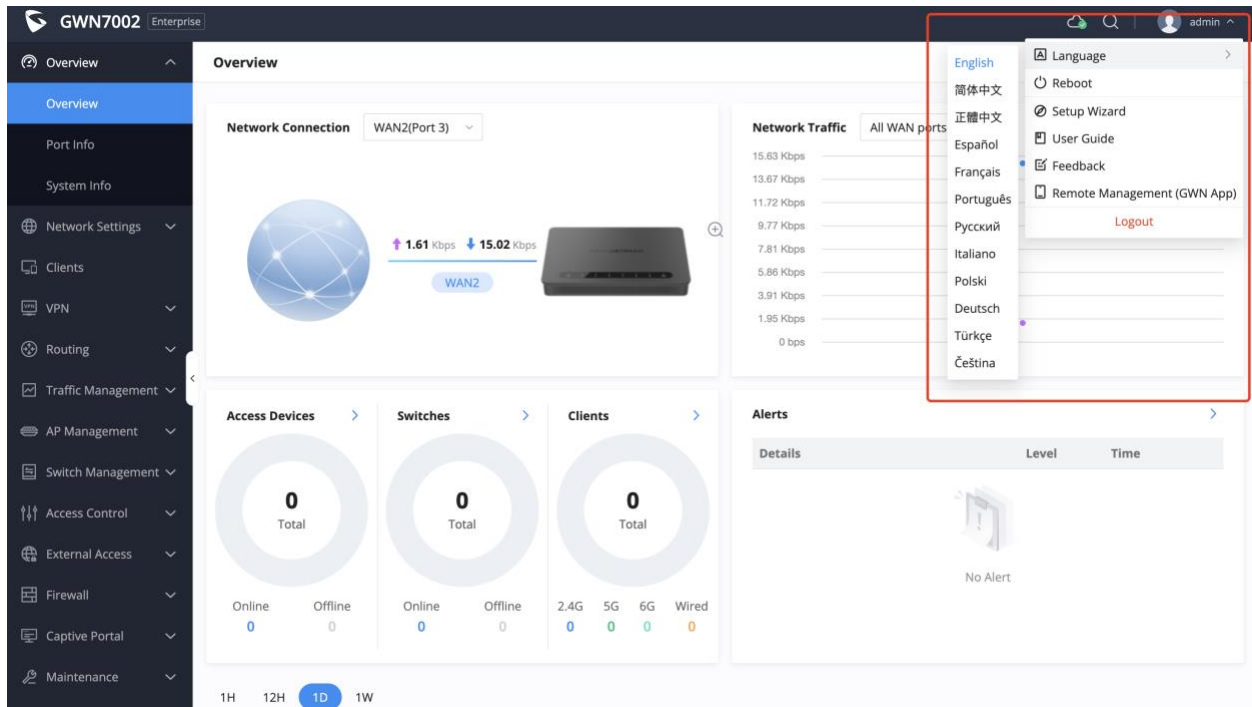 GWN7002 Enterprise
admin
Overview
Overview
Port Info
System Info
Network Settings
Clients
VPN
Routing
Traffic Management
AP Management
Switch Management
Access Control
External Access
Firewall
Captive Portal
Maintenance
Overview
Network Connection WAN2(Port 3)
1.61 Kbps 15.02 Kbps
WAN2
Network Traffic All WAN ports
15.63 Kbps
13.67 Kbps
11.72 Kbps
9.77 Kbps
7.81 Kbps
5.86 Kbps
3.91 Kbps
1.95 Kbps
0 bps
English
简体中文
正體中文
Español
Français
Português
Русский
Italiano
Polski
Deutsch
Türkçe
Čeština
Language
Reboot
Setup Wizard
User Guide
Feedback
Remote Management (GWN App)
Logout
Access Devices
0
Total
Online Offline
0 0
Switches
0
Total
Online Offline
0 0
Clients
0
Total
2.4G 5G 6G Wired
0 0 0 0
Alerts
Details Level Time
No Alert
1H 12H 1D 1W